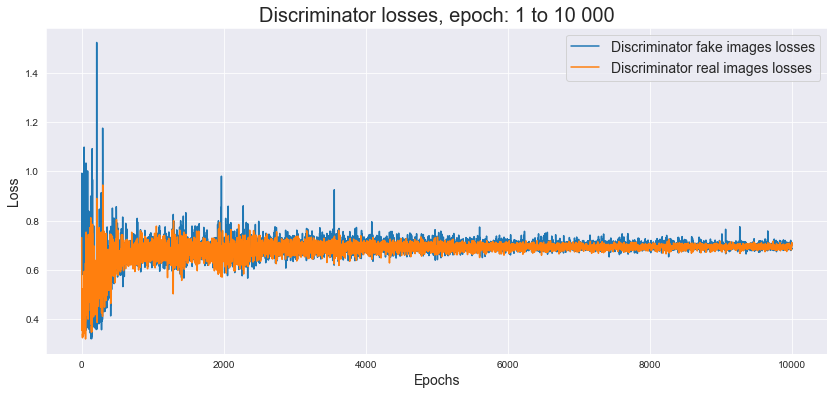 Discriminator losses, epoch: 1 to 10 000
Discriminator fake images losses
Discriminator real images losses
Loss
1.4
1.2
1.0
0.8
0.6
0.4
0
2000
4000
6000
8000
10000
Epochs